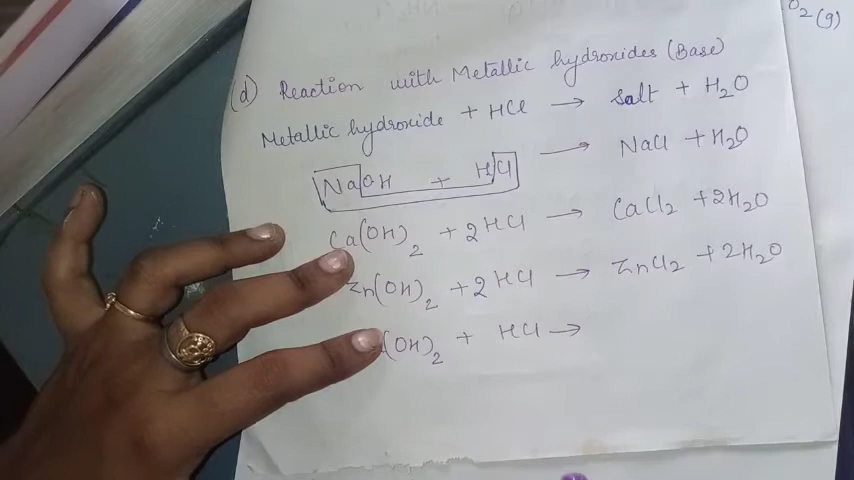 O₂(g)
(d) Reaction with Metallic hydroxides (Base)
Metallic hydroxide + HCl → Salt + H₂O
NaOH + HCl → NaCl + H₂O
Ca(OH)₂ + 2HCl → CaCl₂ + 2H₂O
Zn(OH)₂ + 2HCl → ZnCl₂ + 2H₂O
(OH)₂ + HCl →